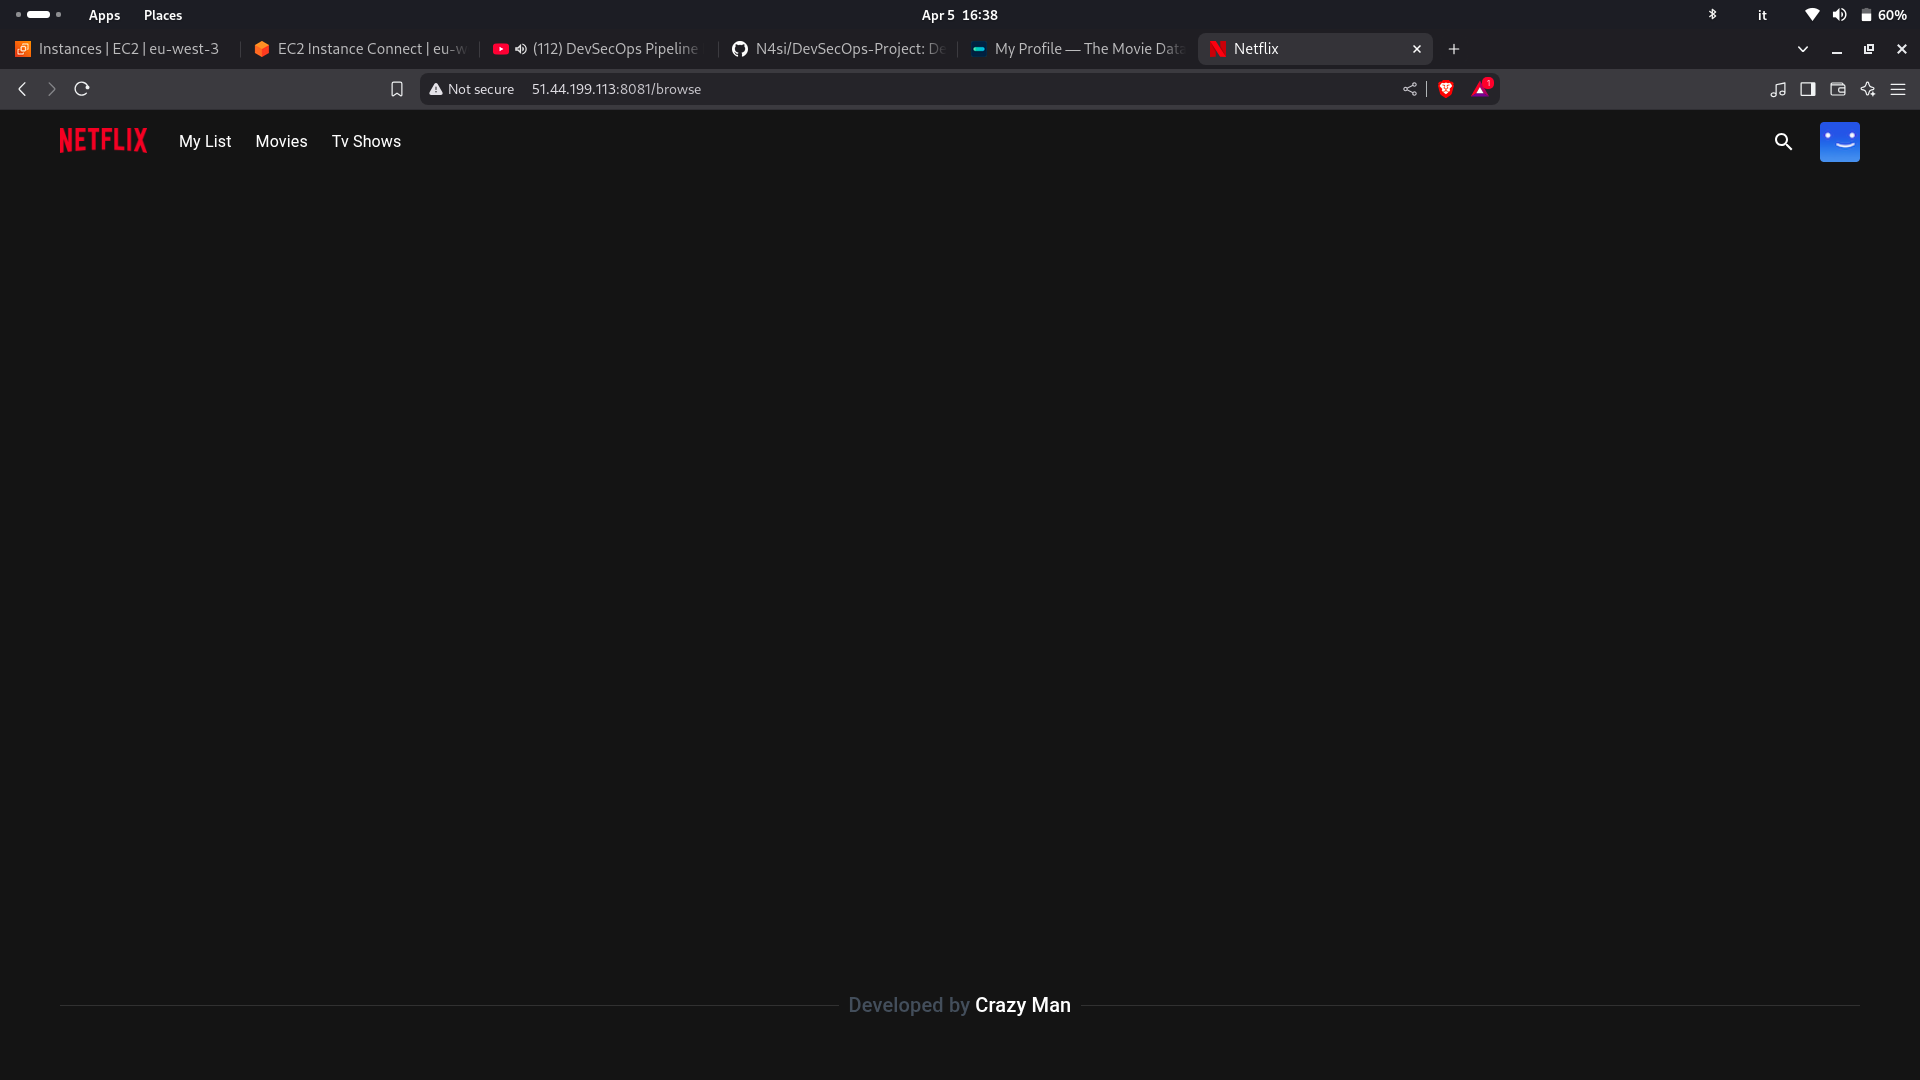 Apps Places Apr 5 16:38 it 60%
Instances | EC2 | eu-west-3 EC2 Instance Connect | eu-w (112) DevSecOps Pipeline N4si/DevSecOps-Project: De My Profile — The Movie Data Netflix
Not secure 51.44.199.113:8081/browse 1
NETFLIX My List Movies Tv Shows
Developed by Crazy Man